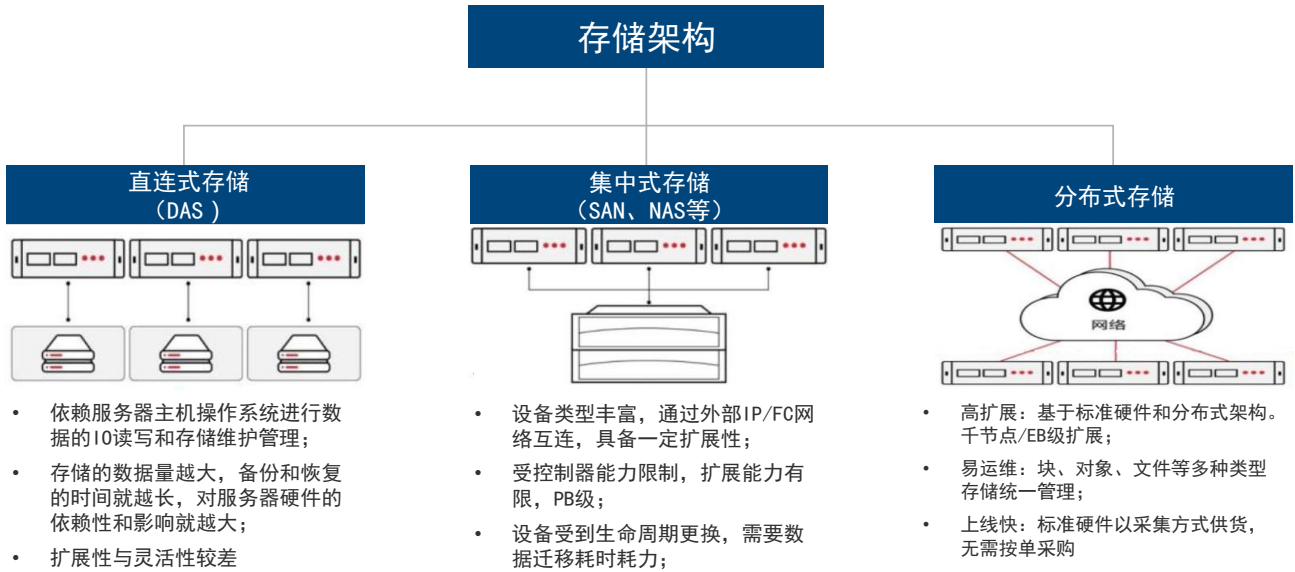 存储架构
直连式存储
（DAS ）
• 依赖服务器主机操作系统进行数
据的IO读写和存储维护管理；
• 存储的数据量越大，备份和恢复
的时间就越长，对服务器硬件的
依赖性和影响就越大；
• 扩展性与灵活性较差
集中式存储
（SAN、NAS等）
• 设备类型丰富，通过外部IP/FC网
络互连，具备一定扩展性；
• 受控制器能力限制，扩展能力有
限，PB级；
• 设备受到生命周期更换，需要数
据迁移耗时耗力；
分布式存储
网络
• 高扩展：基于标准硬件和分布式架构。
千节点/EB级扩展；
• 易运维：块、对象、文件等多种类型
存储统一管理；
• 上线快：标准硬件以采集方式供货，
无需按单采购